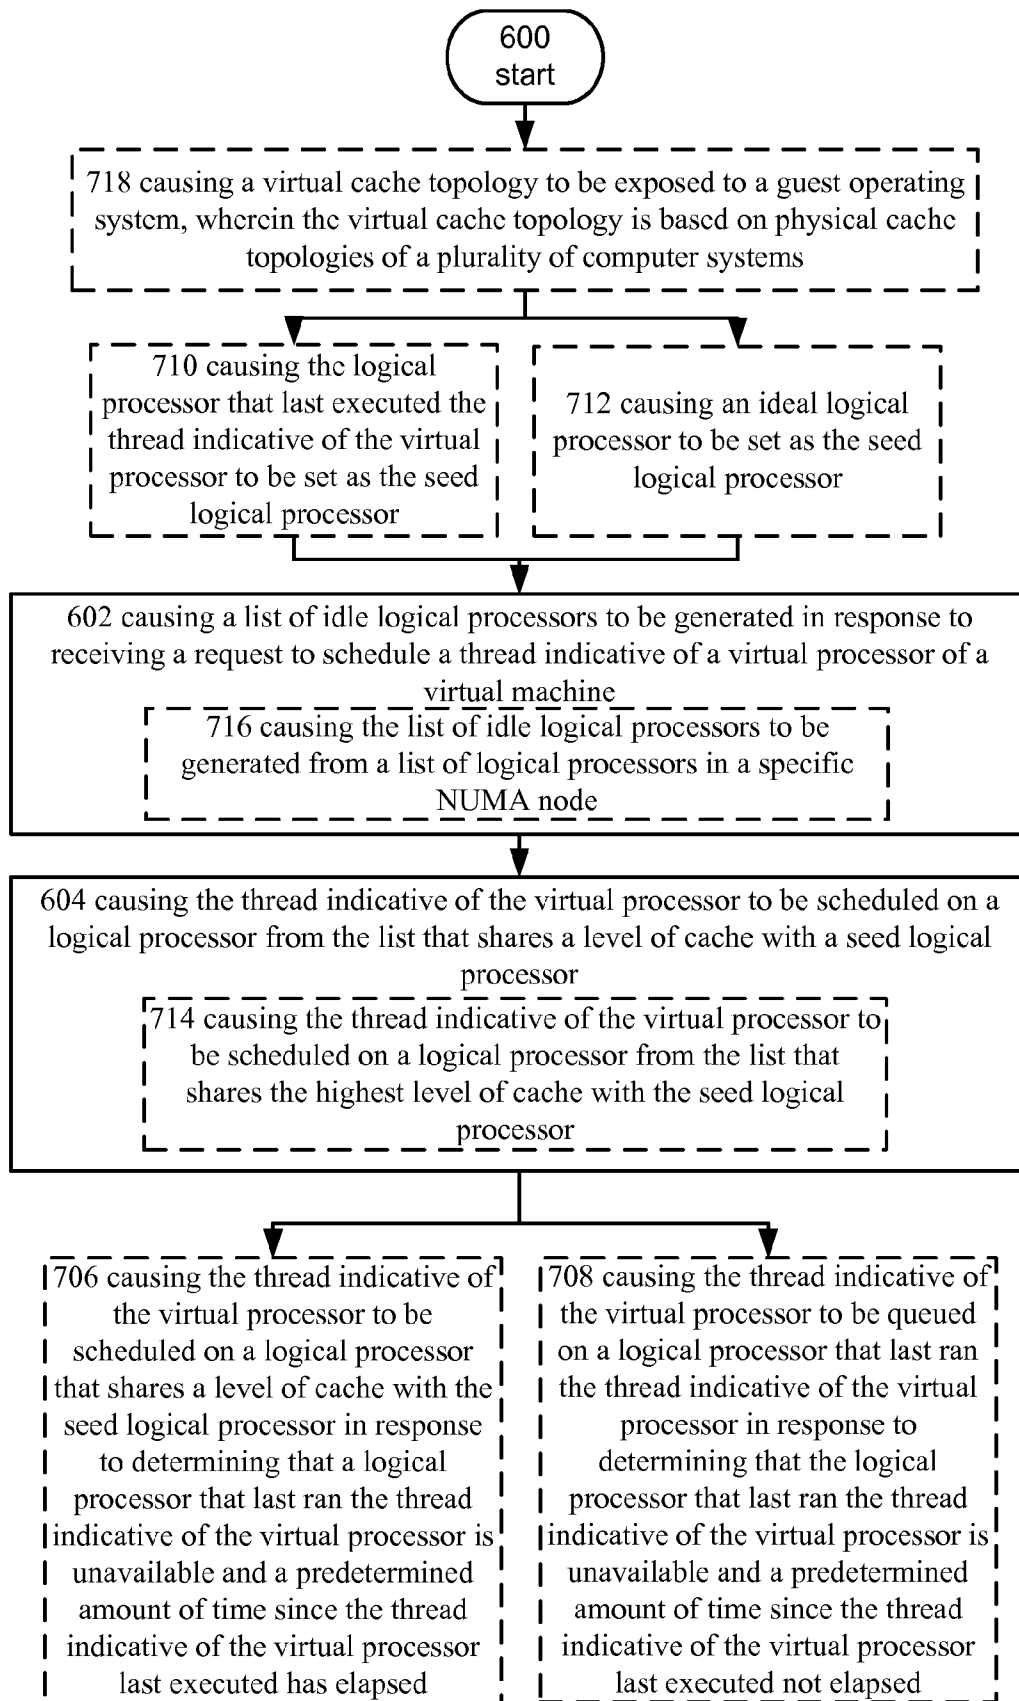 600
start
718 causing a virtual cache topology to be exposed to a guest operating
system, wherein the virtual cache topology is based on physical cache
topologies of a plurality of computer systems
710 causing the logical
processor that last executed the
thread indicative of the virtual
processor to be set as the seed
logical processor
712 causing an ideal logical
processor to be set as the seed
logical processor
602 causing a list of idle logical processors to be generated in response to
receiving a request to schedule a thread indicative of a virtual processor of a
virtual machine
716 causing the list of idle logical processors to be
generated from a list of logical processors in a specific
NUMA node
604 causing the thread indicative of the virtual processor to be scheduled on a
logical processor from the list that shares a level of cache with a seed logical
processor
714 causing the thread indicative of the virtual processor to
be scheduled on a logical processor from the list that
shares the highest level of cache with the seed logical
processor
706 causing the thread indicative of
the virtual processor to be
scheduled on a logical processor
that shares a level of cache with the
seed logical processor in response
to determining that a logical
processor that last ran the thread
indicative of the virtual processor is
unavailable and a predetermined
amount of time since the thread
indicative of the virtual processor
last executed has elapsed
708 causing the thread indicative of
the virtual processor to be queued
on a logical processor that last ran
the thread indicative of the virtual
processor in response to
determining that the logical
processor that last ran the thread
indicative of the virtual processor is
unavailable and a predetermined
amount of time since the thread
indicative of the virtual processor
last executed not elapsed